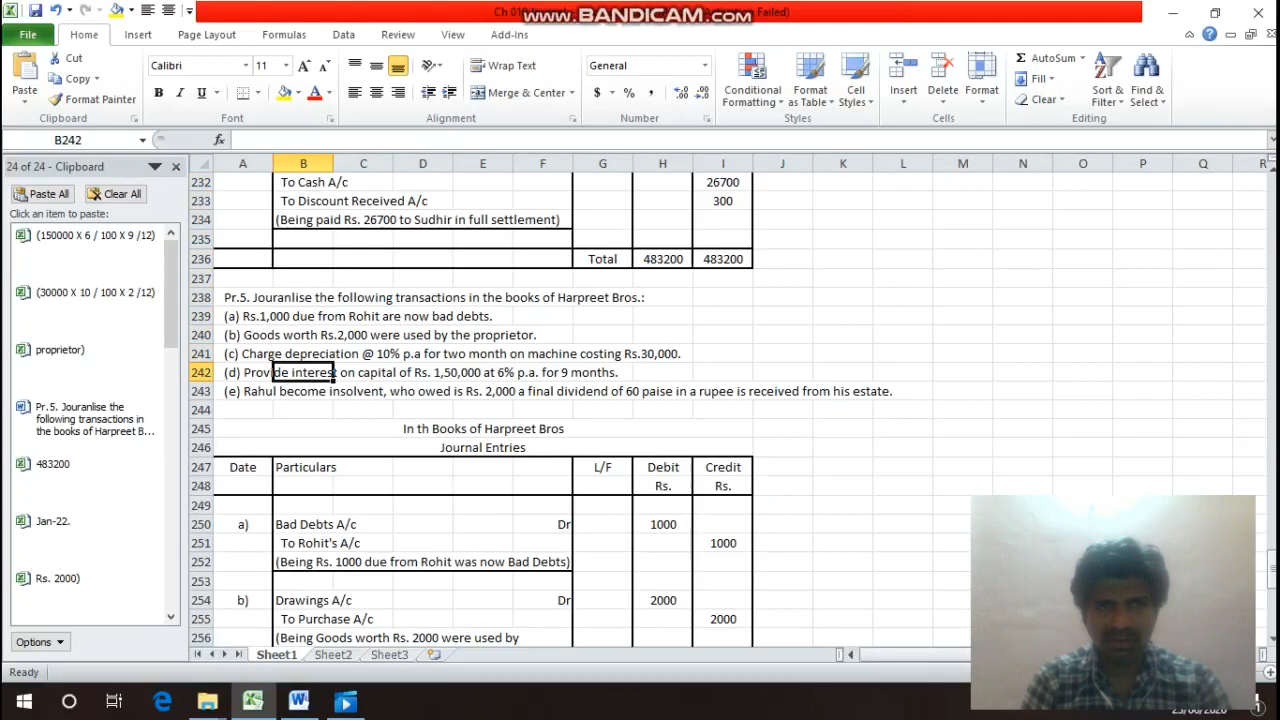 Ch 01
www.BANDICAM.com
Failed)
File Home Insert Page Layout Formulas Data Review View Add-Ins
Cut
Copy
Format Painter
Paste
Clipboard
Calibri 11
B I U
Font
Wrap Text
Merge & Center
Alignment
General
$ % ,
Number
Conditional Formatting
Format as Table
Cell Styles
Styles
Insert Delete Format
Cells
AutoSum
Fill
Clear
Sort & Filter
Find & Select
Editing
B242 fx
24 of 24 - Clipboard
Paste All Clear All
Click an item to paste:
(150000 X 6 / 100 X 9 /12)
(30000 X 10 / 100 X 2 /12)
proprietor)
Pr.5. Jouranlise the
following transactions in
the books of Harpreet B...
483200
Jan-22.
Rs. 2000)
Options
A B C D E F G H I J K L M N O P Q R
232 To Cash A/c 26700
233 To Discount Received A/c 300
234 (Being paid Rs. 26700 to Sudhir in full settlement)
235
236 Total 483200 483200
237
238 Pr.5. Jouranlise the following transactions in the books of Harpreet Bros.:
239 (a) Rs.1,000 due from Rohit are now bad debts.
240 (b) Goods worth Rs.2,000 were used by the proprietor.
241 (c) Charge depreciation @ 10% p.a for two month on machine costing Rs.30,000.
242 (d) Provide interest on capital of Rs. 1,50,000 at 6% p.a. for 9 months.
243 (e) Rahul become insolvent, who owed is Rs. 2,000 a final dividend of 60 paise in a rupee is received from his estate.
244
245 In th Books of Harpreet Bros
246 Journal Entries
247 Date Particulars L/F Debit Credit
248 Rs. Rs.
249
250 a) Bad Debts A/c Dr 1000
251 To Rohit's A/c 1000
252 (Being Rs. 1000 due from Rohit was now Bad Debts)
253
254 b) Drawings A/c Dr 2000
255 To Purchase A/c 2000
256 (Being Goods worth Rs. 2000 were used by
Sheet1 Sheet2 Sheet3
Ready